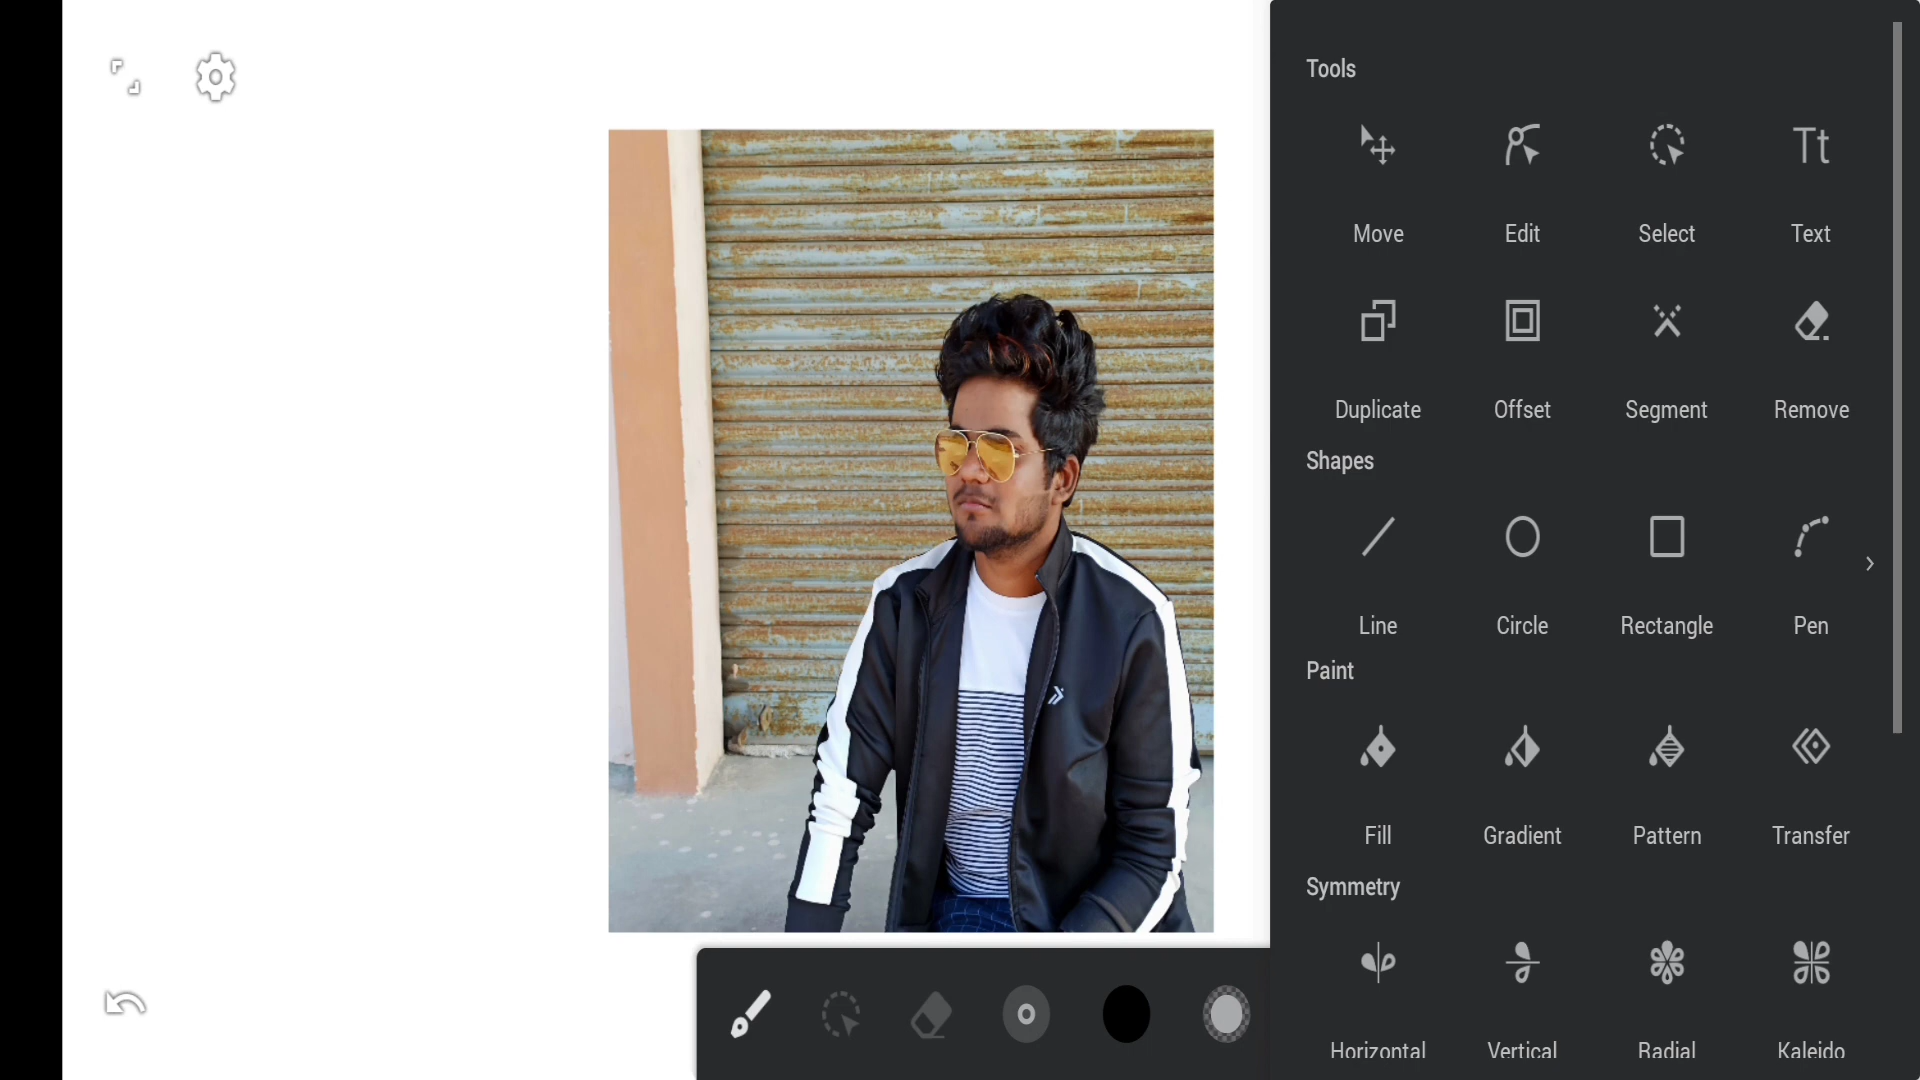 Tools
Move Edit Select Text
Duplicate Offset Segment Remove
Shapes
Line Circle Rectangle Pen
Paint
Fill Gradient Pattern Transfer
Symmetry
Horizontal Vertical Radial Kaleido